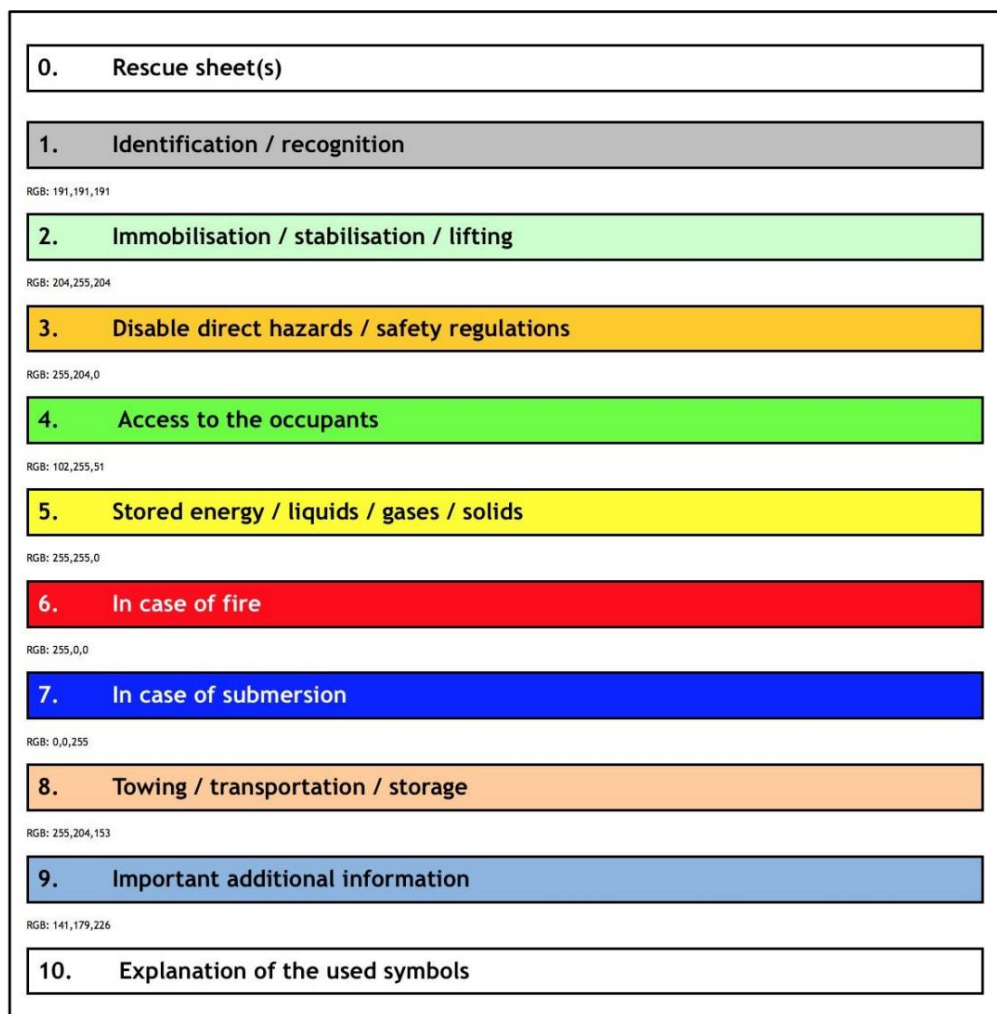 0. Rescue sheet(s)
1. Identification / recognition
RGB: 191,191,191
2. Immobilisation / stabilisation / lifting
RGB: 204,255,204
3. Disable direct hazards / safety regulations
RGB: 255,204,0
4. Access to the occupants
RGB: 102,255,51
5. Stored energy / liquids / gases / solids
RGB: 255,255,0
6. In case of fire
RGB: 255,0,0
7. In case of submersion
RGB: 0,0,255
8. Towing / transportation / storage
RGB: 255,204,153
9. Important additional information
RGB: 141,179,226
10. Explanation of the used symbols